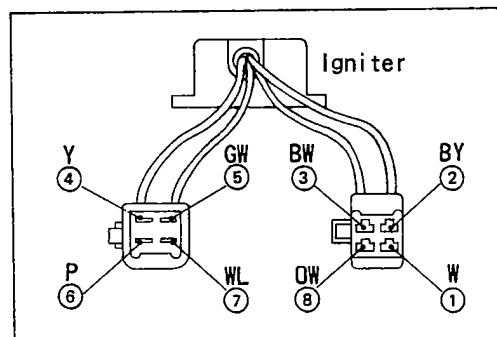 Igniter
Y GW BW BY
④ ⑤ ③ ②
P WL OW W
⑥ ⑦ ⑧ ①